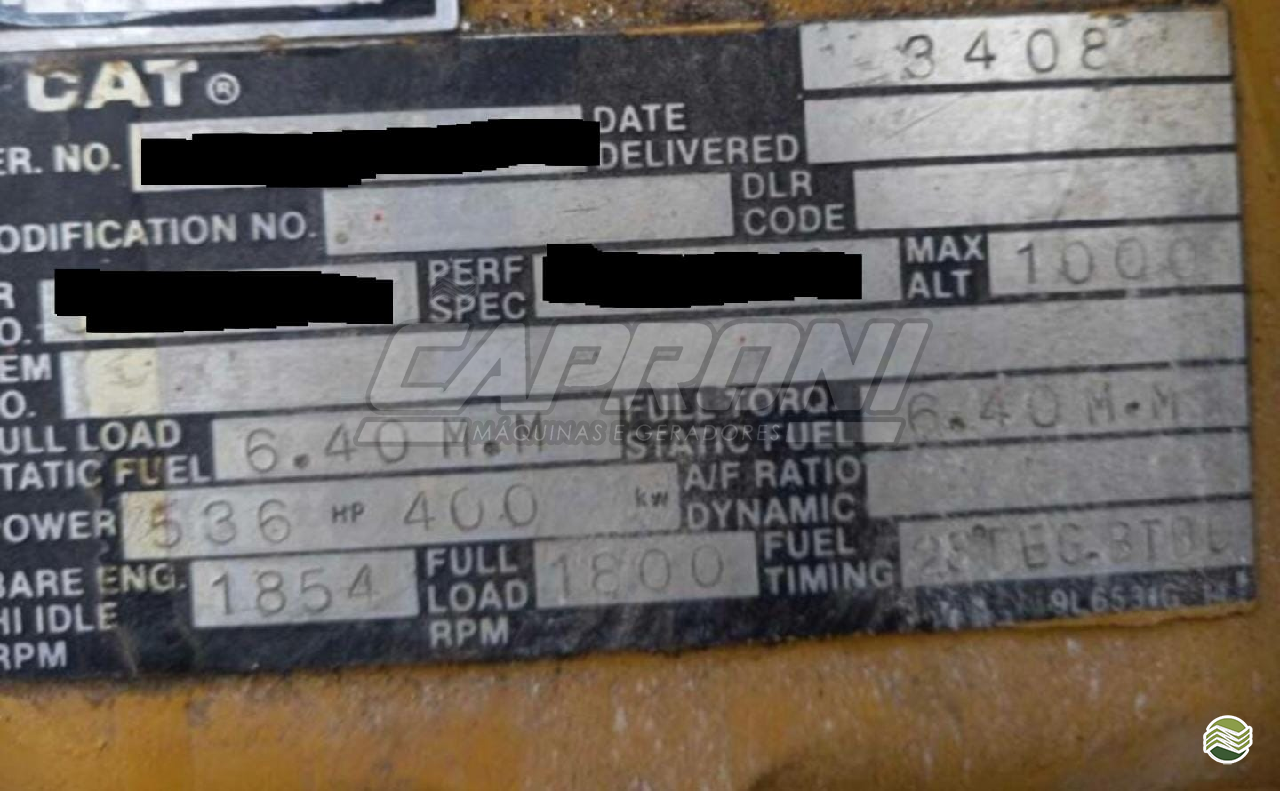 3408
CAT®
ER. NO.
DATE DELIVERED
ODIFICATION NO.
DLR CODE
PERF SPEC
MAX ALT 1000
O.
EM
O.
CAPRONI
MÁQUINAS E GERADORES
ULL LOAD
TATIC FUEL 6.40 M.M
FULL TORQ.
STATIC FUEL 6.40 M.M
POWER 536 HP 400 kw
A/F RATIO
DYNAMIC
BARE ENG.
HI IDLE
RPM 1854
FULL
LOAD
RPM 1800
FUEL
TIMING